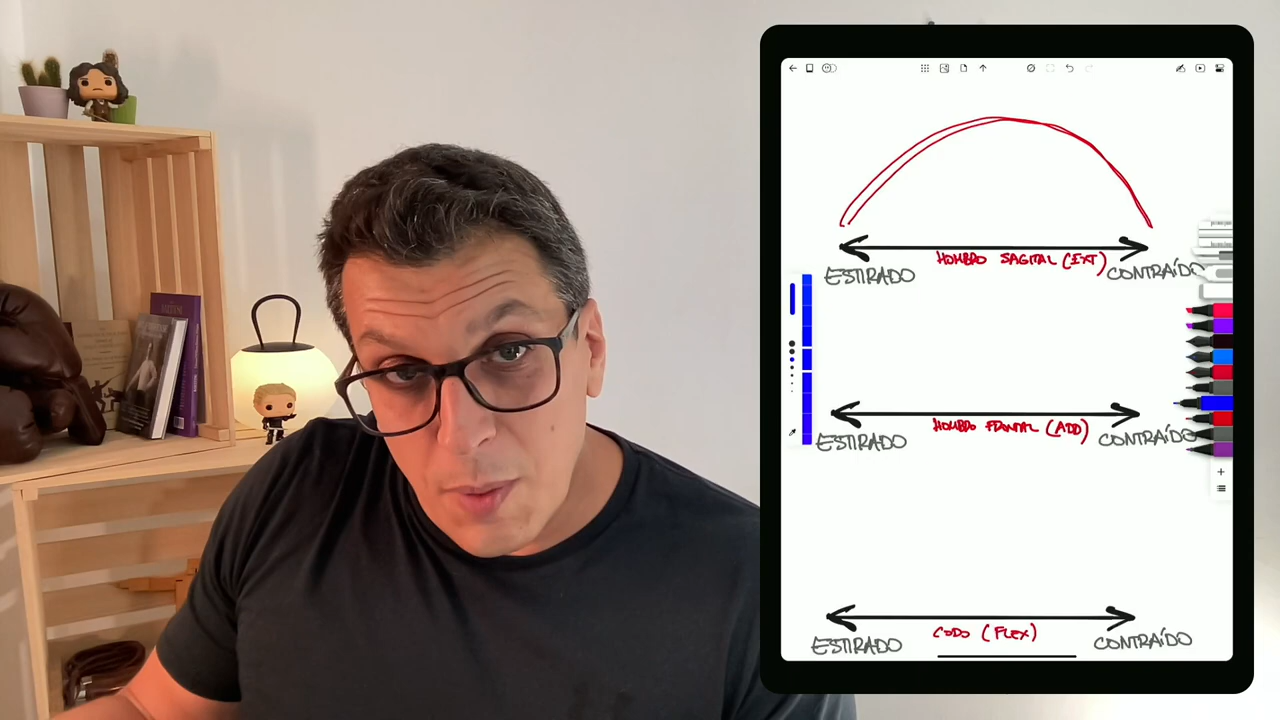 HOMBRO SAGITAL (EXT)
ESTIRADO
CONTRAÍDO
HOMBRO FRONTAL (ADD)
ESTIRADO
CONTRAÍDO
CODO (FLEX)
ESTIRADO
CONTRAÍDO